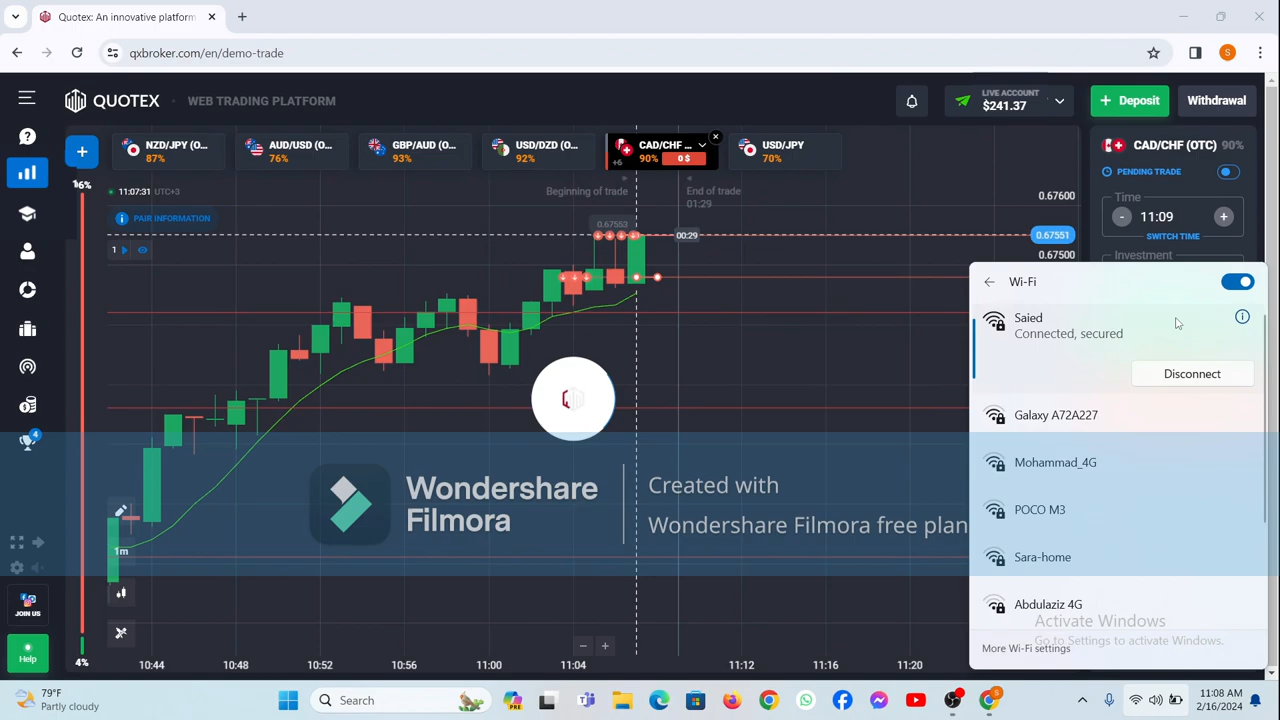 Quotex: An innovative platform
qxbroker.com/en/demo-trade
S
QUOTEX
WEB TRADING PLATFORM
LIVE ACCOUNT
$241.37
+ Deposit
Withdrawal
NZD/JPY (O...
87%
AUD/USD (O...
76%
GBP/AUD (O...
93%
USD/DZD (O...
92%
CAD/CHF ...
+6
90%
0 $
USD/JPY
70%
CAD/CHF (OTC) 90%
PENDING TRADE
Time
- 11:09 +
SWITCH TIME
Investment
16%
11:07:31 UTC+3
PAIR INFORMATION
1
Beginning of trade
End of trade
01:29
0.67600
0.67553
00:29
0.67551
0.67500
Wi-Fi
Saied
Connected, secured
Disconnect
Galaxy A72A227
Mohammad_4G
POCO M3
Sara-home
Abdulaziz 4G
More Wi-Fi settings
Activate Windows
Go to Settings to activate Windows.
Wondershare
Filmora
Created with
Wondershare Filmora free plan
4
1m
JOIN US
Help
4%
10:44
10:48
10:52
10:56
11:00
11:04
11:12
11:16
11:20
79°F
Partly cloudy
Search
11:08 AM
2/16/2024